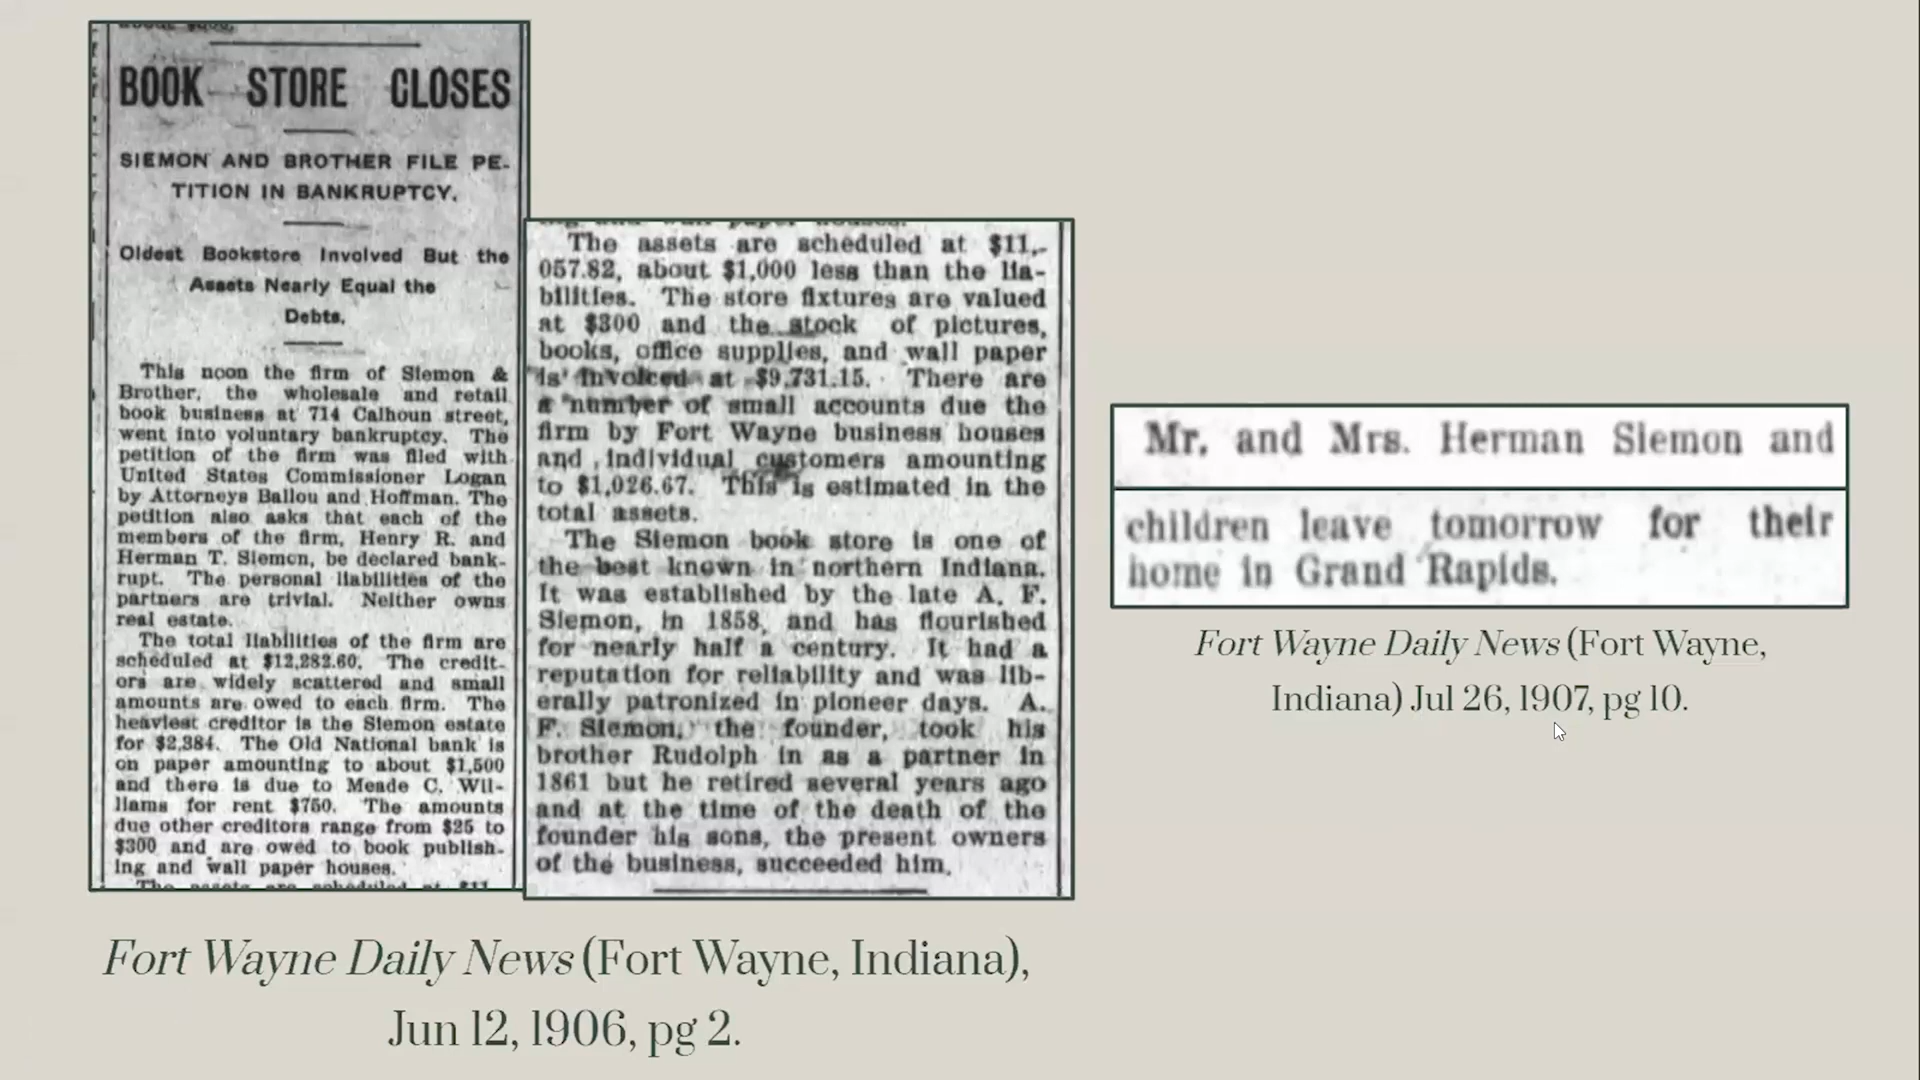 BOOK STORE CLOSES
SIEMON AND BROTHER FILE PE-
TITION IN BANKRUPTCY.
Oldest Bookstore Involved But the
Assets Nearly Equal the
Debts.
This noon the firm of Siemon &
Brother, the wholesale and retail
book business at 714 Calhoun street,
went into voluntary bankruptcy. The
petition of the firm was filed with
United States Commissioner Logan
by Attorneys Ballou and Hoffman. The
petition also asks that each of the
members of the firm, Henry R. and
Herman T. Siemon, be declared bank-
rupt. The personal liabilities of the
partners are trivial. Neither owns
real estate.
The total liabilities of the firm are
scheduled at $12,282.60. The credit-
ors are widely scattered and small
amounts are owed to each firm. The
heaviest creditor is the Siemon estate
for $2,384. The Old National bank is
on paper amounting to about $1,500
and there is due to Meade C. Wil-
liams for rent $750. The amounts
due other creditors range from $25 to
$300 and are owed to book publish-
ing and wall paper houses.
The assets are scheduled at $11
ing and wall paper houses.
The assets are scheduled at $11,-
057.82, about $1,000 less than the lia-
bilities. The store fixtures are valued
at $300 and the stock of pictures,
books, office supplies, and wall paper
is invoiced at $9,731.15. There are
a number of small accounts due the
firm by Fort Wayne business houses
and individual customers amounting
to $1,026.67. This is estimated in the
total assets.
The Siemon book store is one of
the best known in northern Indiana.
It was established by the late A. F.
Siemon, in 1858, and has flourished
for nearly half a century. It had a
reputation for reliability and was lib-
erally patronized in pioneer days. A.
F. Siemon, the founder, took his
brother Rudolph in as a partner in
1861 but he retired several years ago
and at the time of the death of the
founder his sons, the present owners
of the business, succeeded him.
Mr. and Mrs. Herman Siemon and
children leave tomorrow for their
home in Grand Rapids.
Fort Wayne Daily News (Fort Wayne,
Indiana) Jul 26, 1907, pg 10.
Fort Wayne Daily News (Fort Wayne, Indiana),
Jun 12, 1906, pg 2.